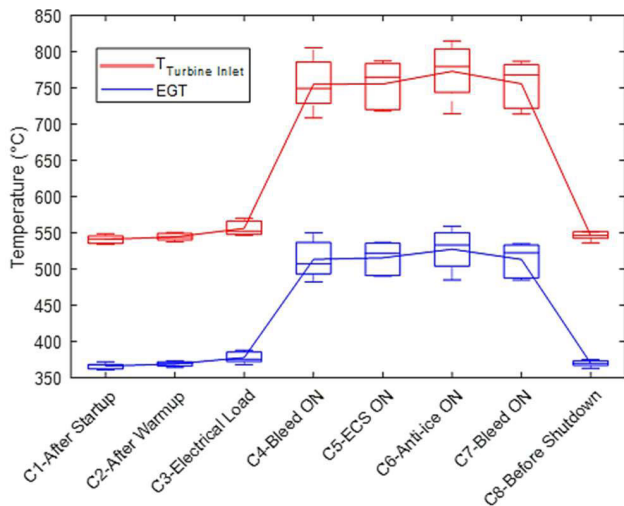 850
800
750
700
650
600
550
500
450
400
350
Temperature (°C)
T Turbine Inlet
EGT
C1-After Startup
C2-After Warmup
C3-Electrical Load
C4-Bleed ON
C5-ECS ON
C6-Anti-ice ON
C7-Bleed ON
C8-Before Shutdown